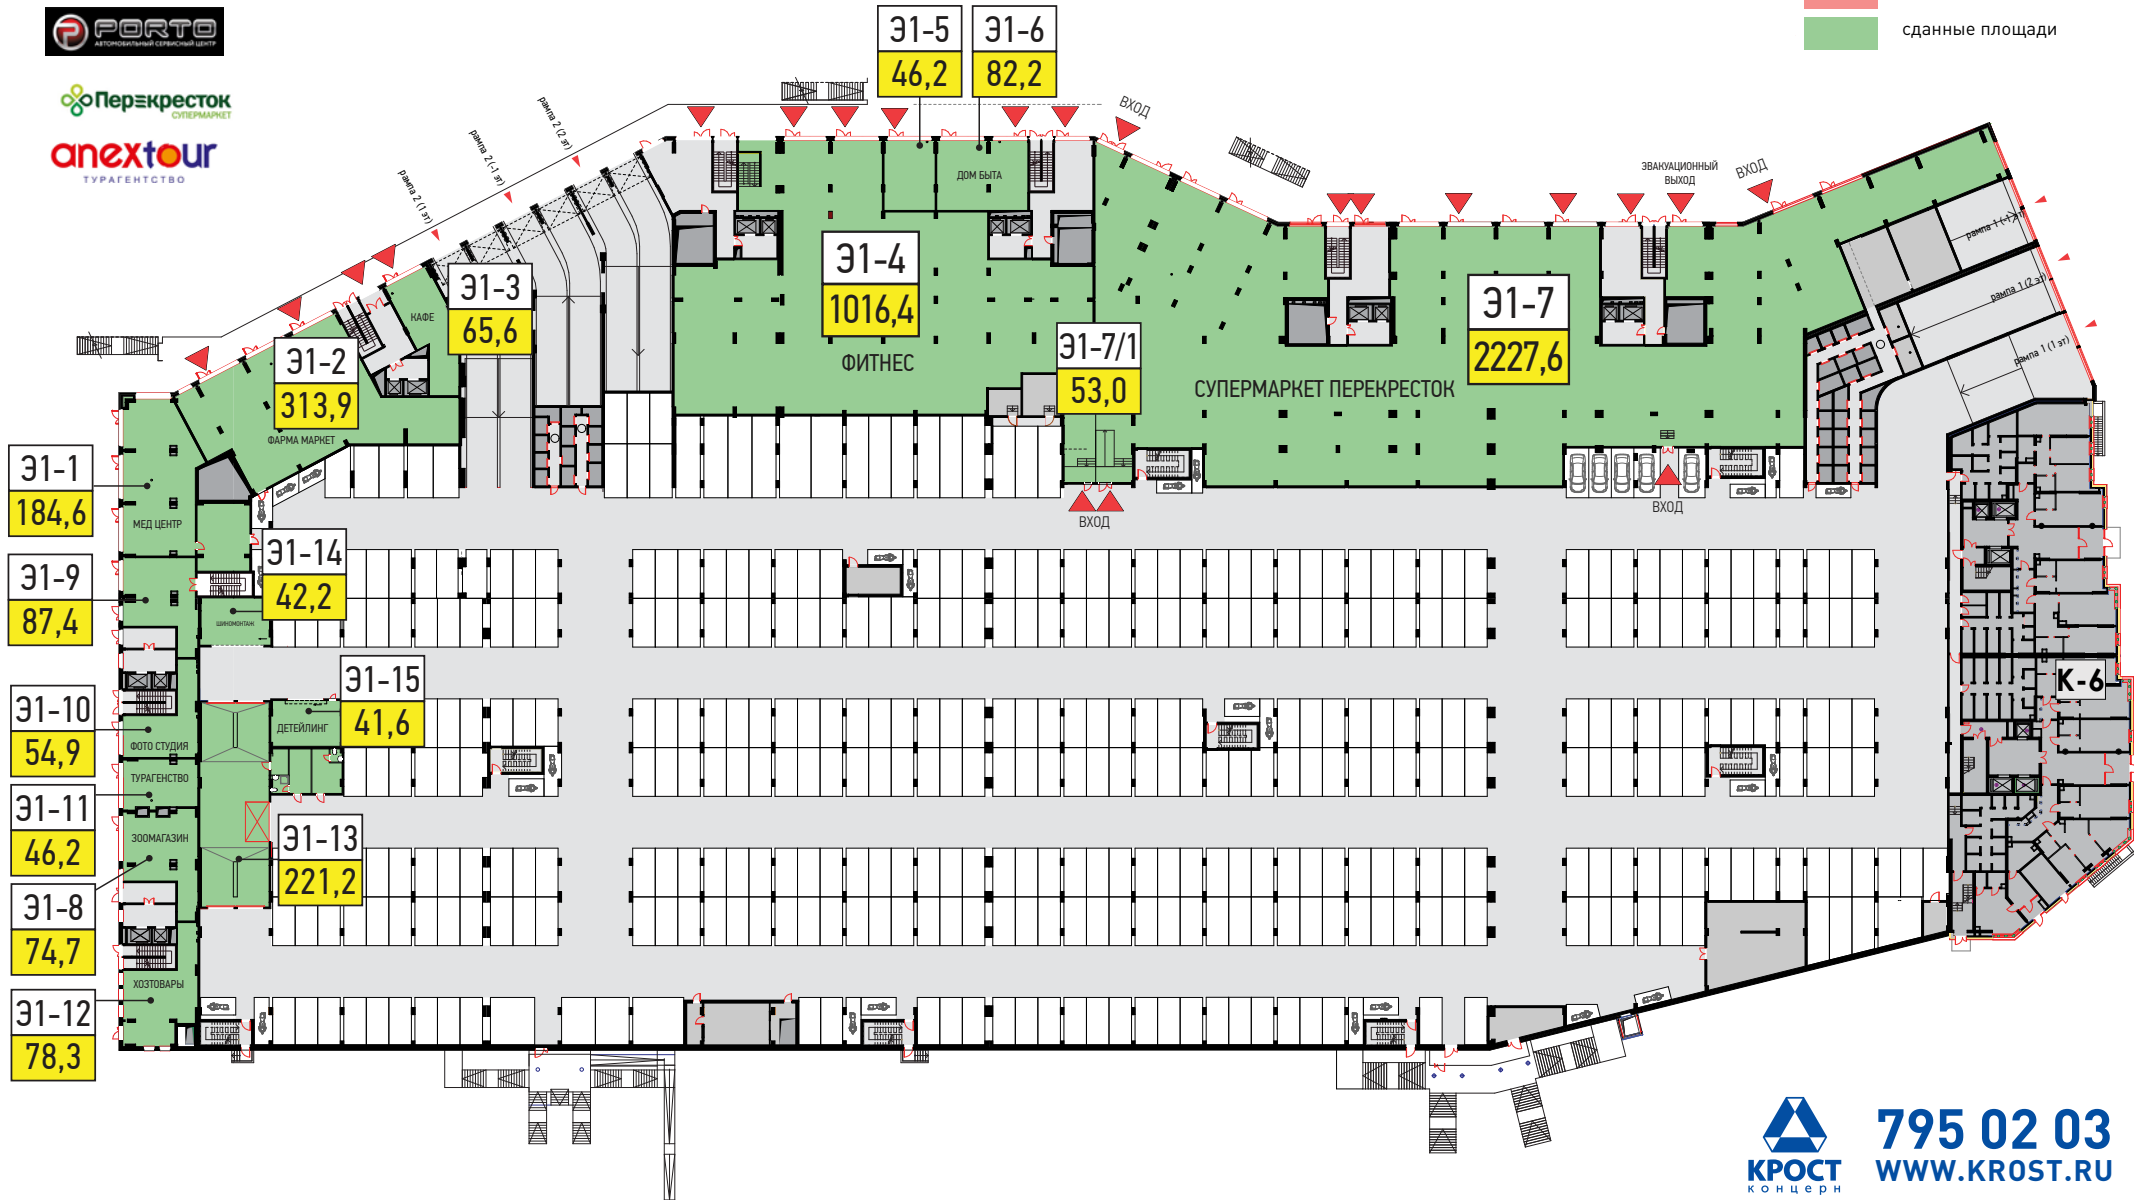 PORTO
АВТОМОБИЛЬНЫЙ СЕРВИСНЫЙ ЦЕНТР
Перекресток
СУПЕРМАРКЕТ
anextour
ТУРАГЕНТСТВО
сданные площади
Э1-5
46,2
Э1-6
82,2
ВХОД
рампа 2 (2 эт)
рампа 2 (-1 эт)
рампа 2 (1 эт)
ДОМ БЫТА
ЭВАКУАЦИОННЫЙ
ВЫХОД
ВХОД
рампа 1 (-1 эт)
рампа 1 (2 эт)
рампа 1 (1 эт)
Э1-4
1016,4
ФИТНЕС
Э1-3
65,6
КАФЕ
Э1-2
313,9
ФАРМА МАРКЕТ
Э1-7
2227,6
СУПЕРМАРКЕТ ПЕРЕКРЕСТОК
Э1-7/1
53,0
ВХОД
ВХОД
Э1-1
184,6
МЕД ЦЕНТР
Э1-14
42,2
ШИНОМОНТАЖ
Э1-9
87,4
Э1-15
41,6
ДЕТЕЙЛИНГ
К-6
Э1-10
54,9
ФОТО СТУДИЯ
ТУРАГЕНСТВО
Э1-11
46,2
ЗООМАГАЗИН
Э1-13
221,2
Э1-8
74,7
ХОЗТОВАРЫ
Э1-12
78,3
КРОСТ
концерн
795 02 03
WWW.KROST.RU